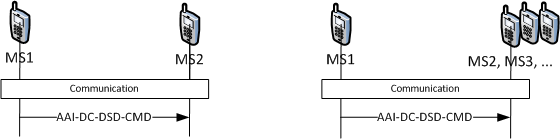 MS1
MS2
Communication
AAI-DC-DSD-CMD
MS1
MS2, MS3, ...
Communication
AAI-DC-DSD-CMD